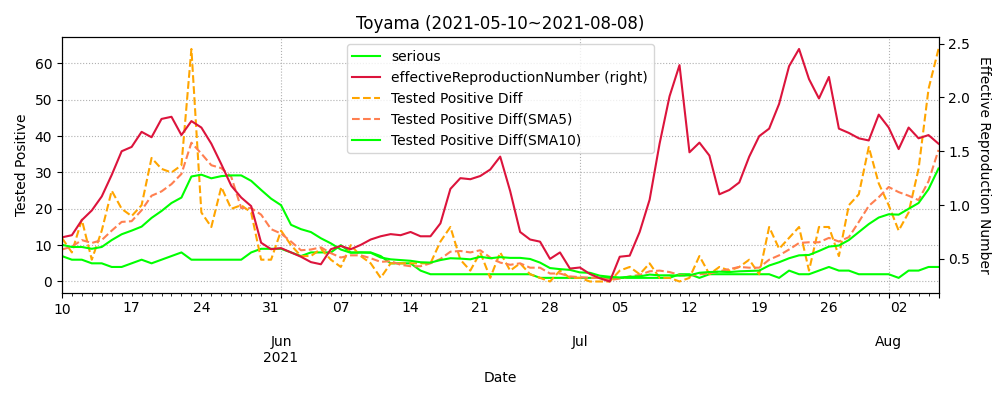 Toyama (2021-05-10~2021-08-08)
serious
effectiveReproductionNumber (right)
Tested Positive Diff
Tested Positive Diff(SMA5)
Tested Positive Diff(SMA10)
Tested Positive
60
50
40
30
20
10
0
2.5
2.0
1.5
1.0
0.5
Effective Reproduction Number
10 17 24 31 07 14 21 28 05 12 19 26 02
Jun Jul Aug
2021
Date